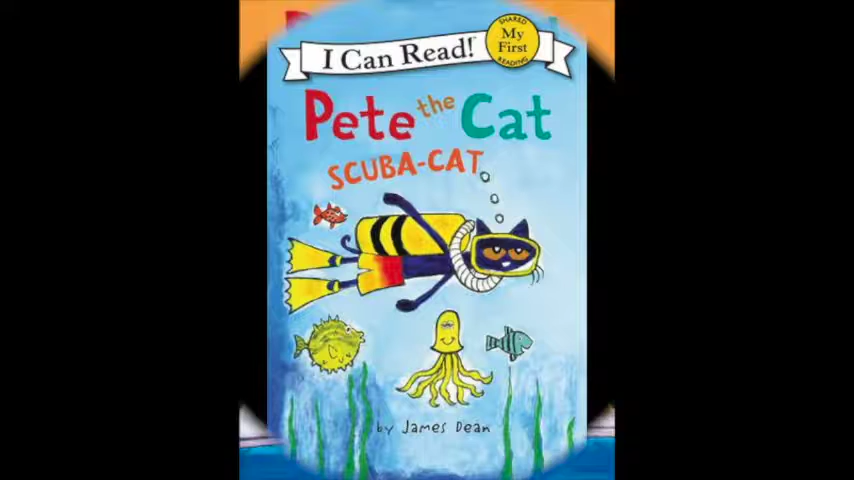 I Can Read!
SHARED
My
First
READING
Pete the Cat
SCUBA-CAT
by James Dean